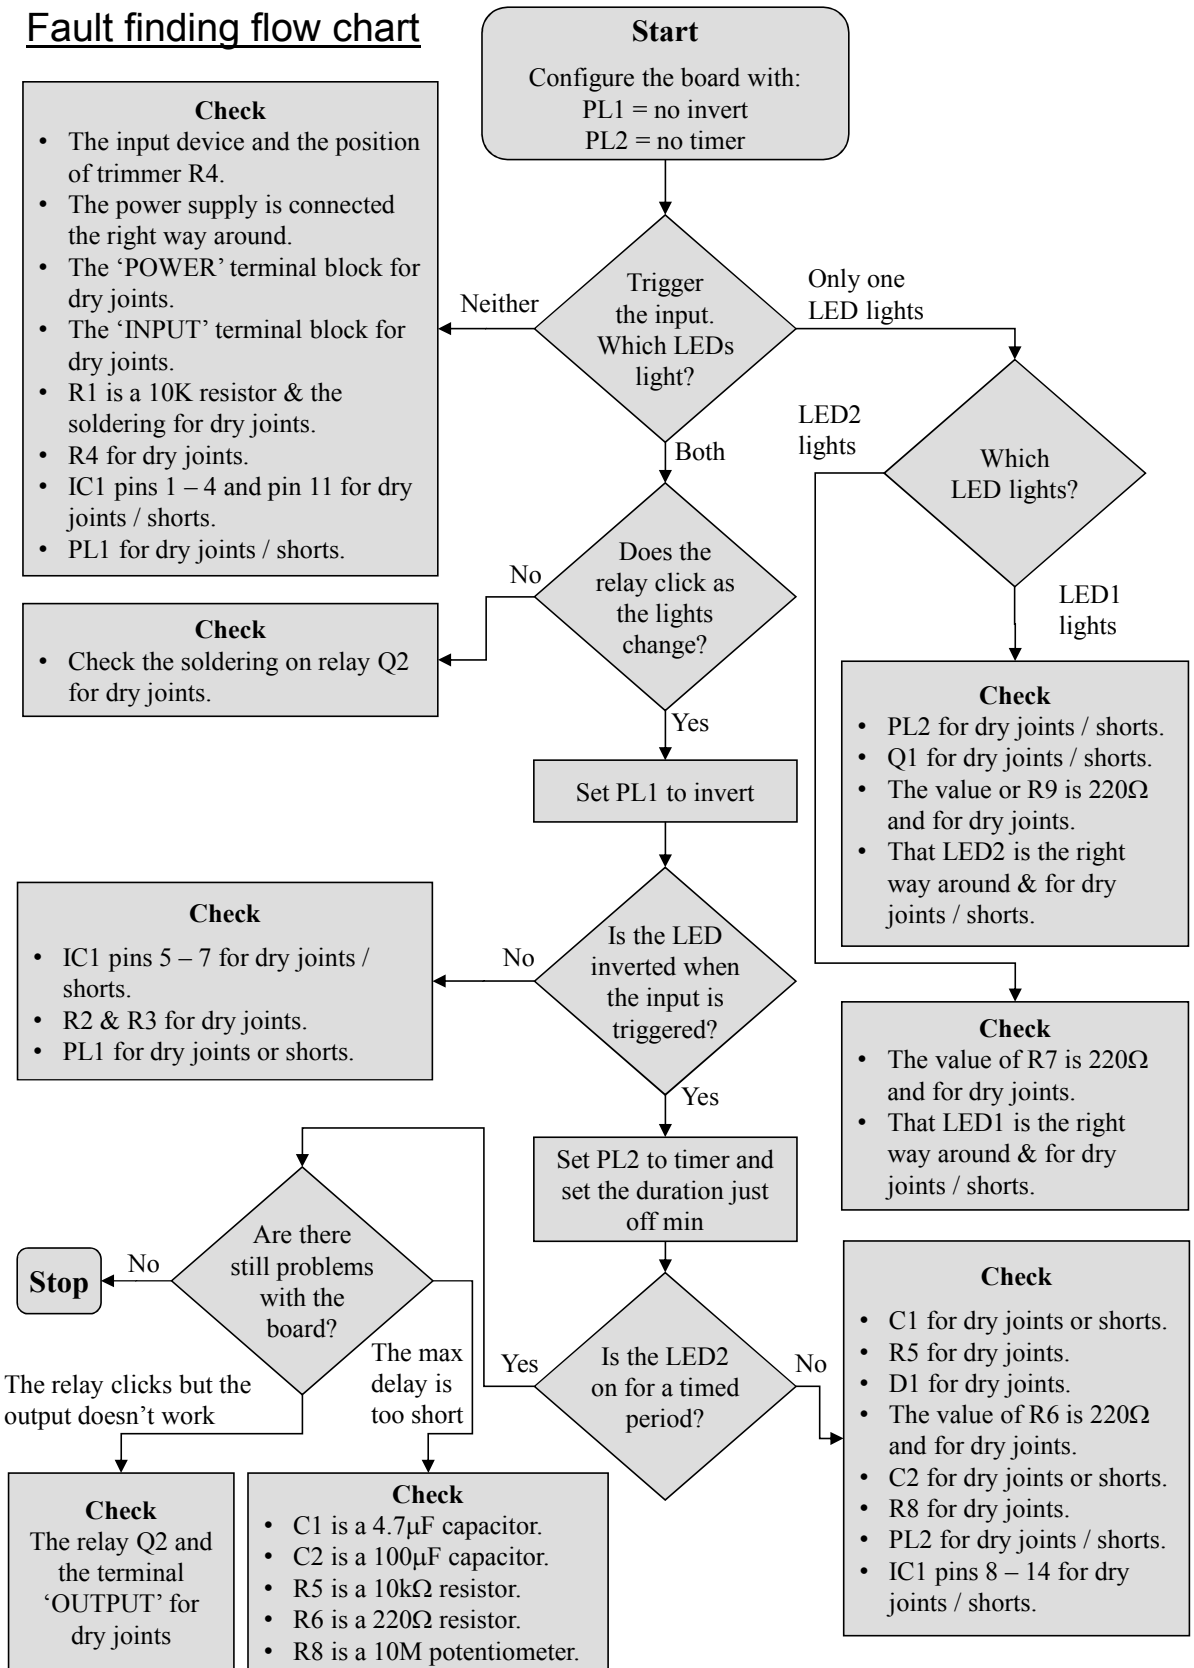 Fault finding flow chart
Start
Configure the board with:
PL1 = no invert
PL2 = no timer
Check
• The input device and the position
of trimmer R4.
• The power supply is connected
the right way around.
• The ‘POWER’ terminal block for
dry joints.
• The ‘INPUT’ terminal block for
dry joints.
• R1 is a 10K resistor & the
soldering for dry joints.
• R4 for dry joints.
• IC1 pins 1 – 4 and pin 11 for dry
joints / shorts.
• PL1 for dry joints / shorts.
Neither
Trigger
the input.
Which LEDs
light?
Only one
LED lights
Both
LED2
lights
Which
LED lights?
LED1
lights
Does the
relay click as
the lights
change?
No
Check
• Check the soldering on relay Q2
for dry joints.
Yes
Check
• PL2 for dry joints / shorts.
• Q1 for dry joints / shorts.
• The value or R9 is 220Ω
and for dry joints.
• That LED2 is the right
way around & for dry
joints / shorts.
Set PL1 to invert
Check
• IC1 pins 5 – 7 for dry joints /
shorts.
• R2 & R3 for dry joints.
• PL1 for dry joints or shorts.
No
Is the LED
inverted when
the input is
triggered?
Yes
Check
• The value of R7 is 220Ω
and for dry joints.
• That LED1 is the right
way around & for dry
joints / shorts.
Set PL2 to timer and
set the duration just
off min
Are there
still problems
with the
board?
No
Stop
The relay clicks but the
output doesn’t work
The max
delay is
too short
Yes
Is the LED2
on for a timed
period?
No
Check
• C1 for dry joints or shorts.
• R5 for dry joints.
• D1 for dry joints.
• The value of R6 is 220Ω
and for dry joints.
• C2 for dry joints or shorts.
• R8 for dry joints.
• PL2 for dry joints / shorts.
• IC1 pins 8 – 14 for dry
joints / shorts.
Check
The relay Q2 and
the terminal
‘OUTPUT’ for
dry joints
Check
• C1 is a 4.7μF capacitor.
• C2 is a 100μF capacitor.
• R5 is a 10kΩ resistor.
• R6 is a 220Ω resistor.
• R8 is a 10M potentiometer.